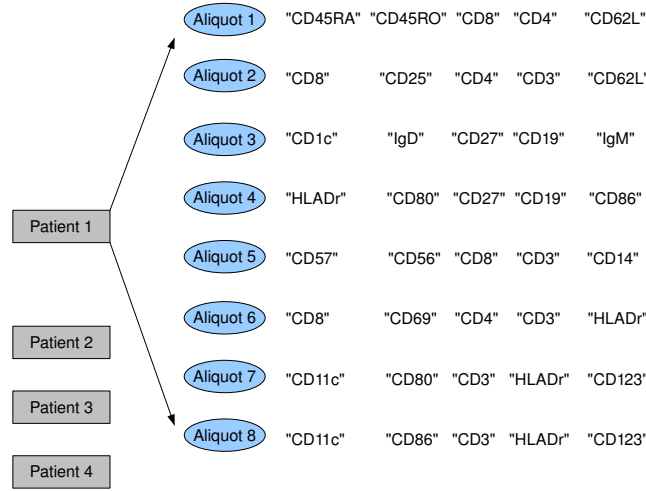 Aliquot 1 "CD45RA" "CD45RO" "CD8" "CD4" "CD62L"
Aliquot 2 "CD8" "CD25" "CD4" "CD3" "CD62L"
Aliquot 3 "CD1c" "IgD" "CD27" "CD19" "IgM"
Aliquot 4 "HLADr" "CD80" "CD27" "CD19" "CD86"
Patient 1
Aliquot 5 "CD57" "CD56" "CD8" "CD3" "CD14"
Aliquot 6 "CD8" "CD69" "CD4" "CD3" "HLADr"
Patient 2
Aliquot 7 "CD11c" "CD80" "CD3" "HLADr" "CD123"
Patient 3
Aliquot 8 "CD11c" "CD86" "CD3" "HLADr" "CD123"
Patient 4